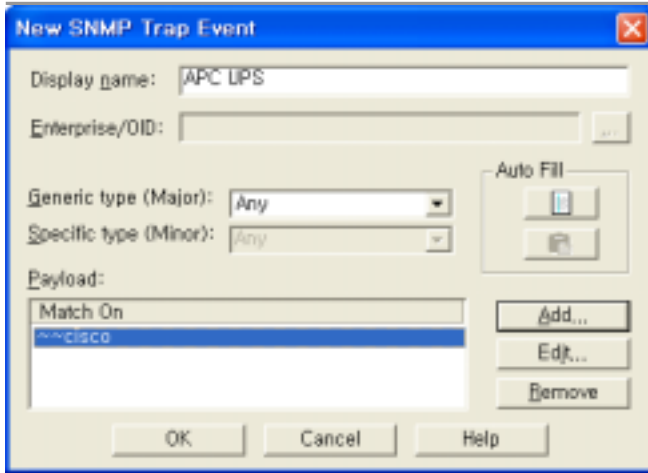 New SNMP Trap Event
Display name: APC UPS
Enterprise/OID: ...
Auto Fill
Generic type (Major): Any
Specific type (Minor): Any
Payload:
Match On
~~cisco
Add...
Edit...
Remove
OK Cancel Help